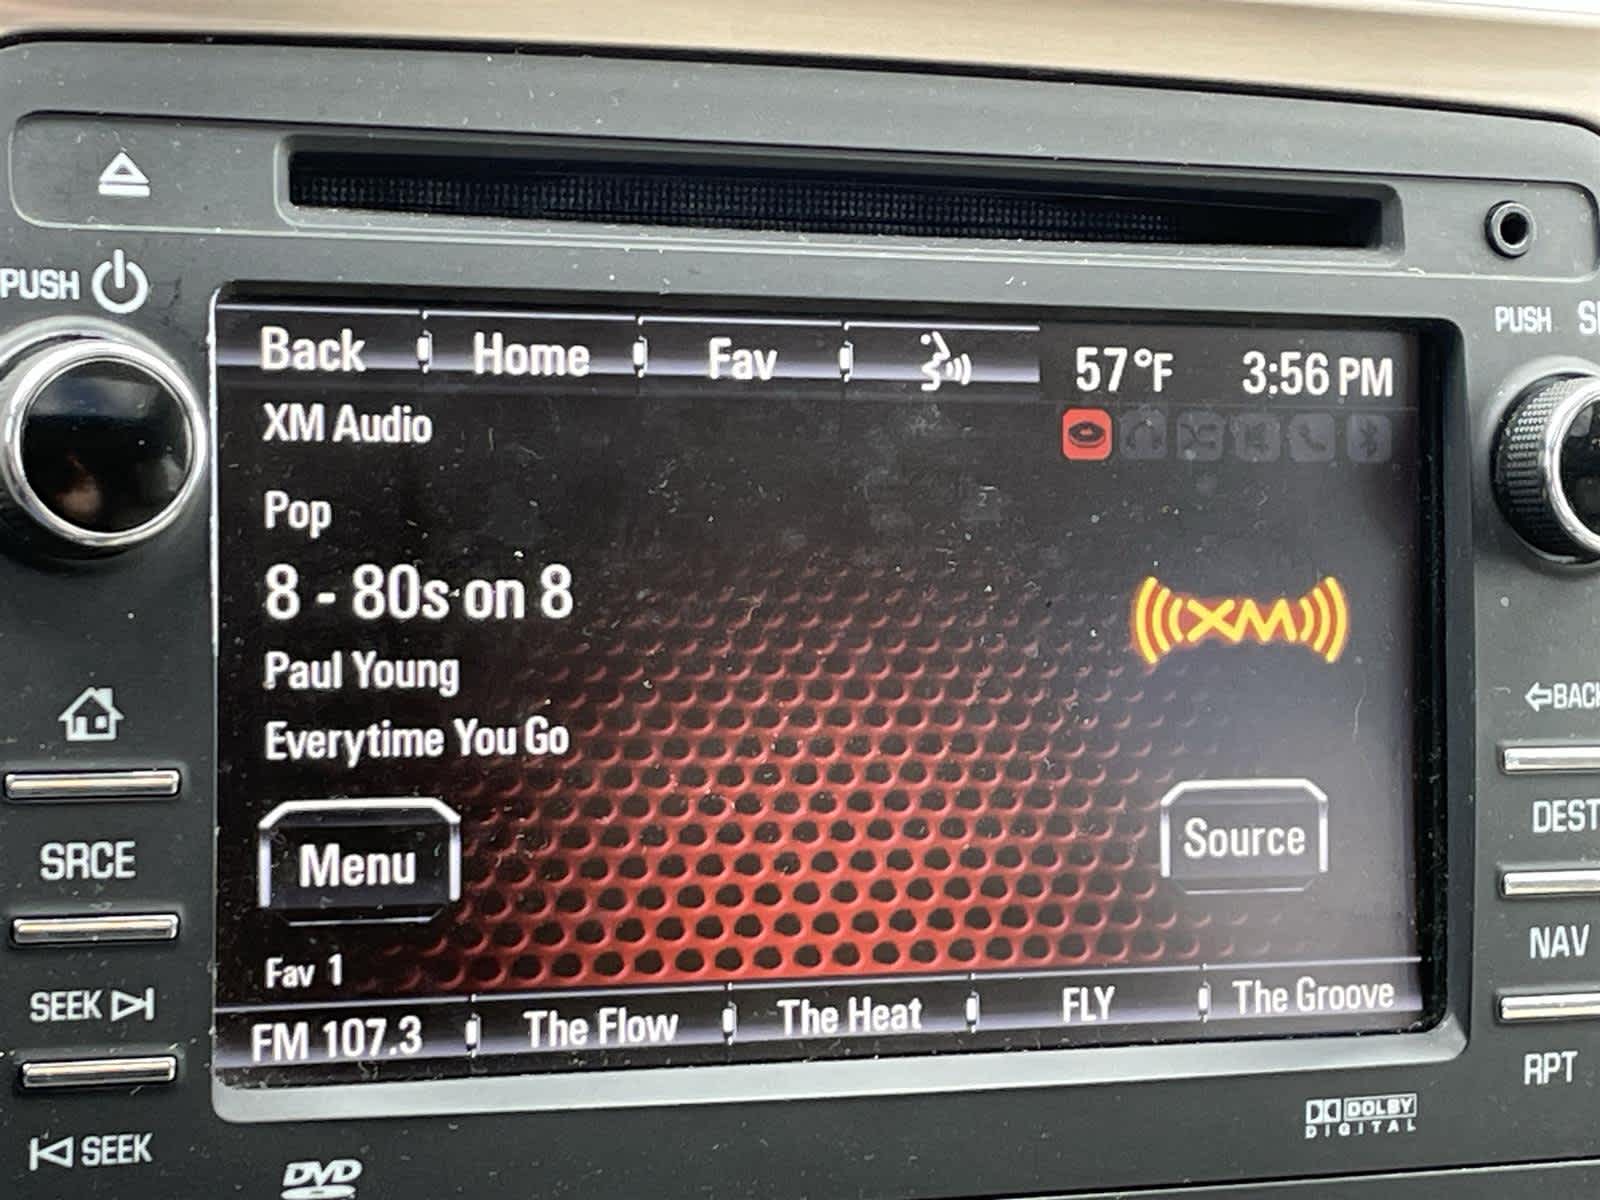 PUSH
PUSH
Back Home Fav 57°F 3:56 PM
XM Audio
Pop
8 - 80s on 8
XM
Paul Young
Everytime You Go
BACK
Menu Source
DEST
SRCE
NAV
Fav 1
SEEK
FM 107.3 The Flow The Heat FLY The Groove
RPT
SEEK
DOLBY
DIGITAL
DVD